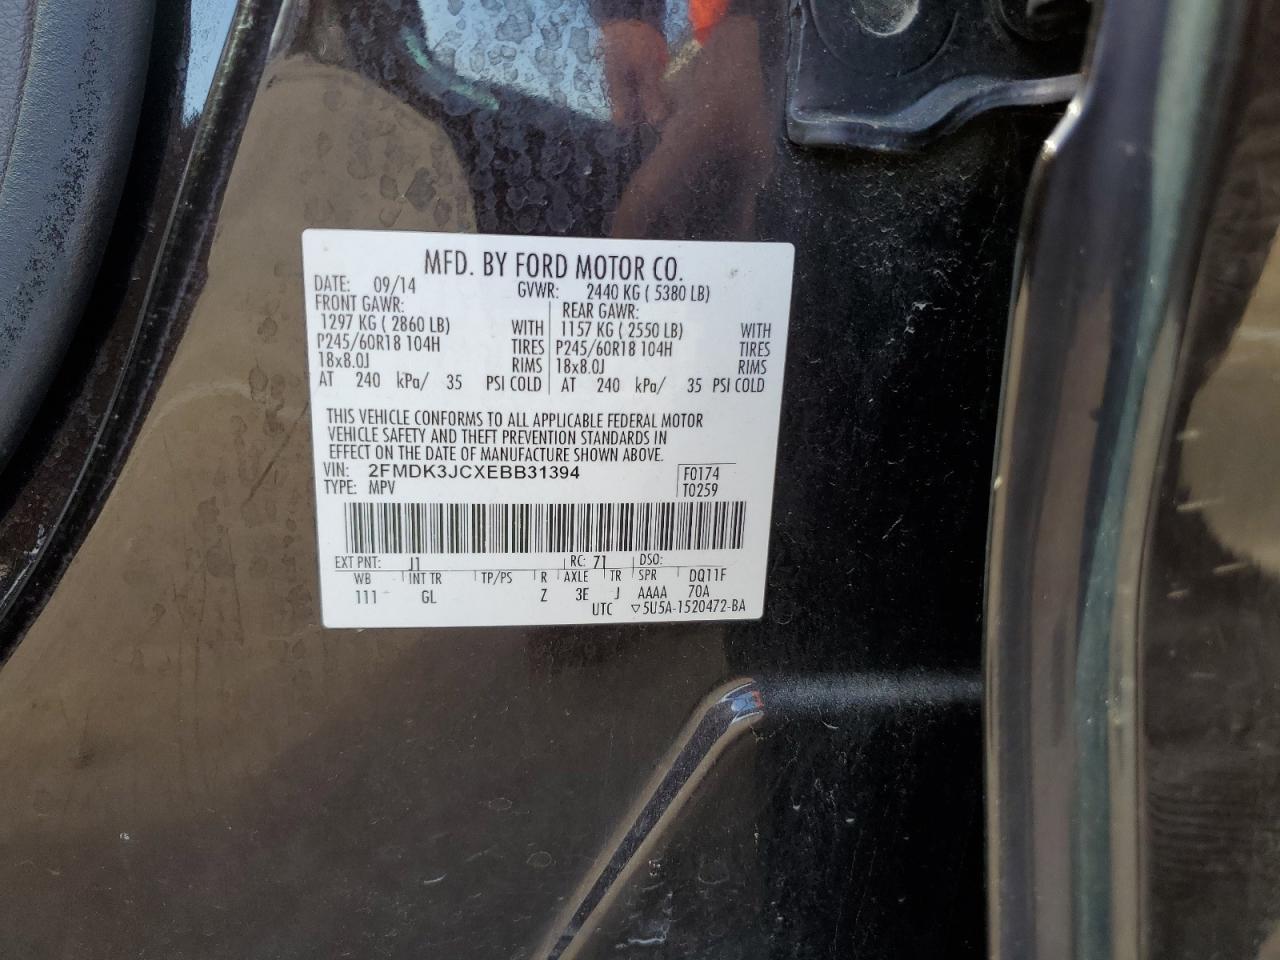 MFD. BY FORD MOTOR CO.
DATE: 09/14 GVWR: 2440 KG ( 5380 LB)
FRONT GAWR: REAR GAWR:
1297 KG ( 2860 LB) WITH 1157 KG ( 2550 LB) WITH
P245/60R18 104H TIRES P245/60R18 104H TIRES
18x8.0J RIMS 18x8.0J RIMS
AT 240 kPa/ 35 PSI COLD AT 240 kPa/ 35 PSI COLD
THIS VEHICLE CONFORMS TO ALL APPLICABLE FEDERAL MOTOR
VEHICLE SAFETY AND THEFT PREVENTION STANDARDS IN
EFFECT ON THE DATE OF MANUFACTURE SHOWN ABOVE.
VIN: 2FMDK3JCXEBB31394 F0174
TYPE: MPV T0259
EXT PNT: J1 RC: 71 DSO:
WB INT TR TP/PS R AXLE TR SPR DQ11F
111 GL Z 3E J AAAA 70A
UTC ▽5U5A-1520472-BA